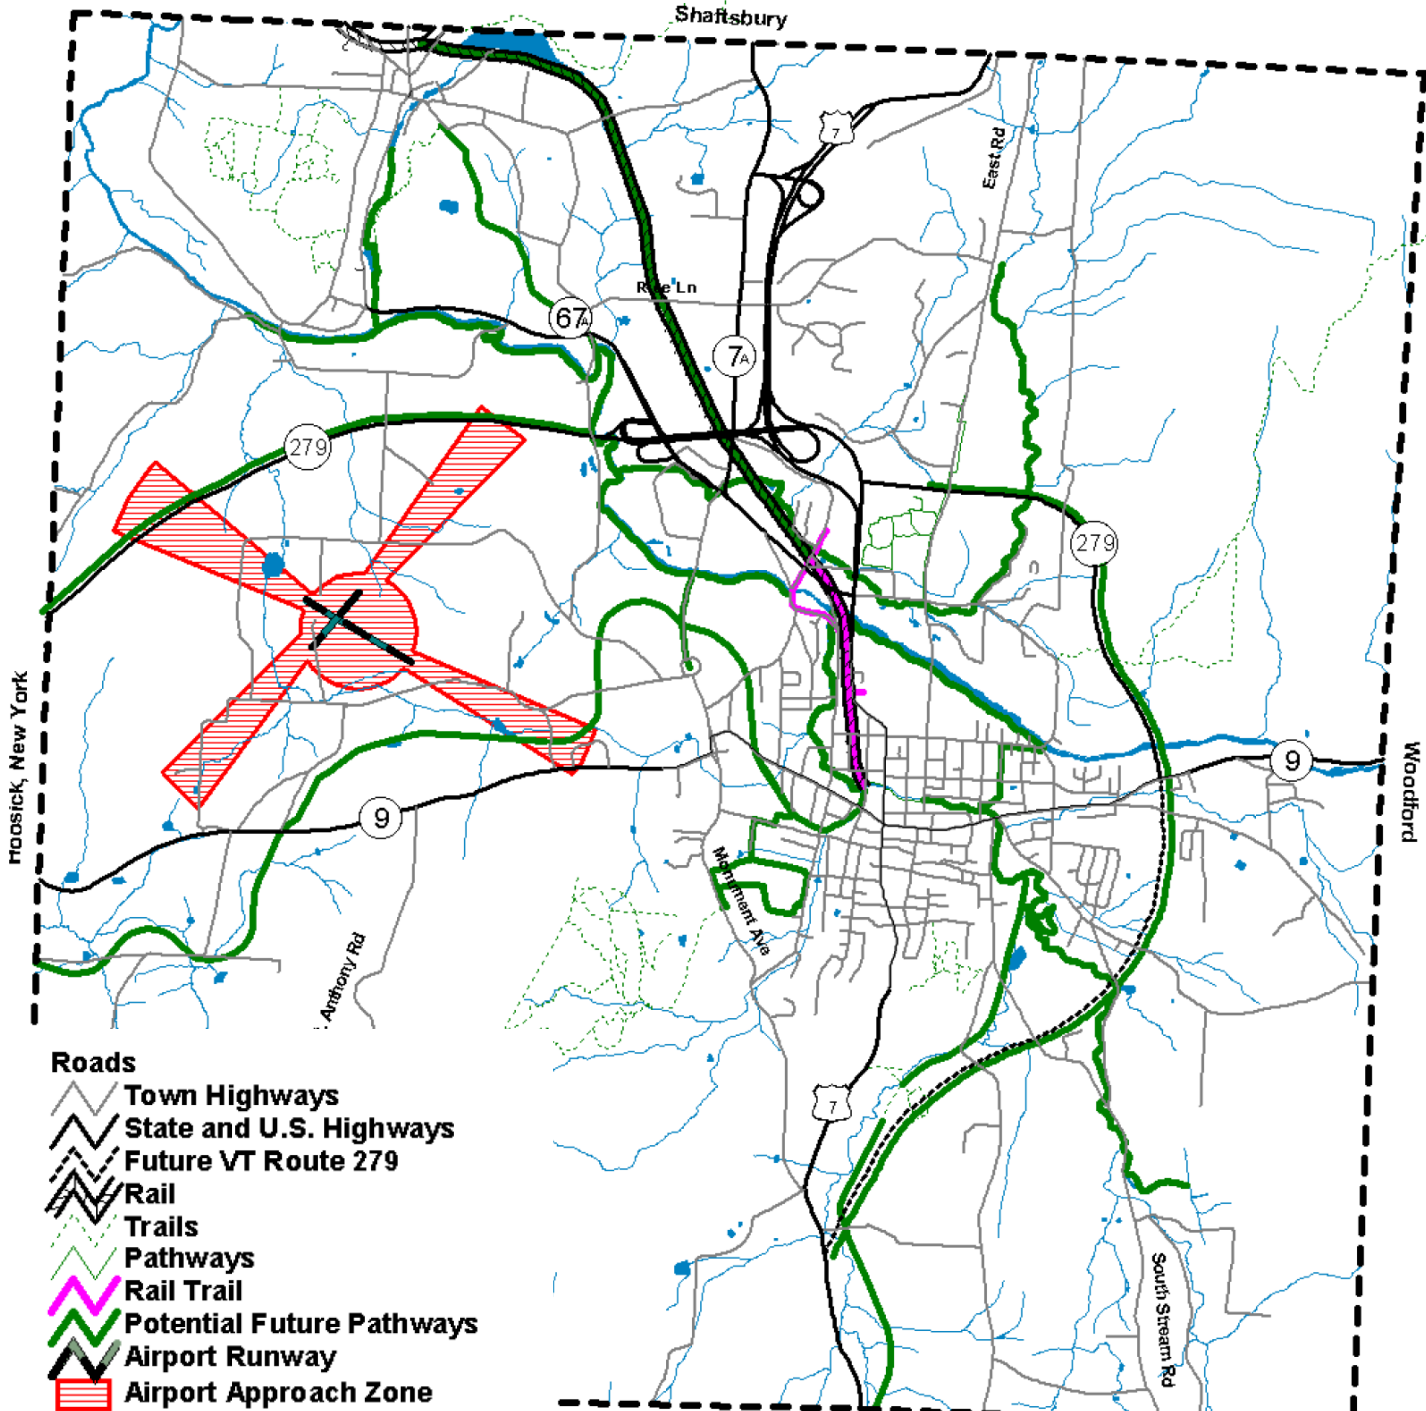 Shaftsbury
7
East Rd
67A
7A
279
279
Hoosick, New York
9
Woodford
9
Monument Ave
Anthony Rd
7
South Stream Rd
Roads
Town Highways
State and U.S. Highways
Future VT Route 279
Rail
Trails
Pathways
Rail Trail
Potential Future Pathways
Airport Runway
Airport Approach Zone